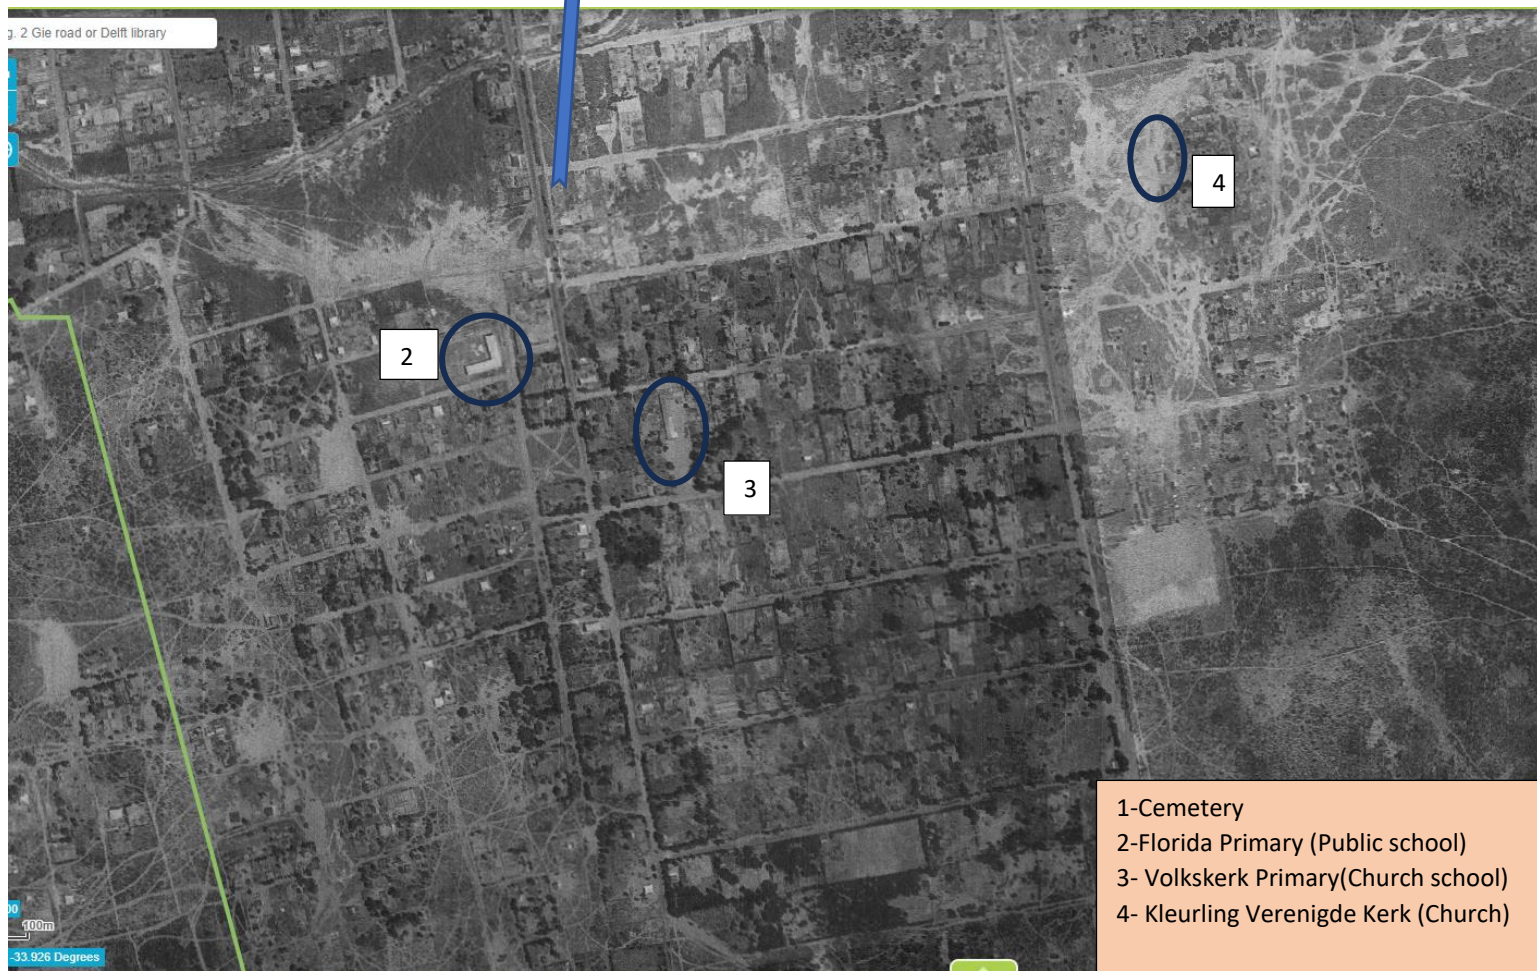 g. 2 Gie road or Delft library
4
2
3
1-Cemetery
2-Florida Primary (Public school)
3- Volkskerk Primary(Church school)
4- Kleurling Verenigde Kerk (Church)
00
100m
-33.926 Degrees